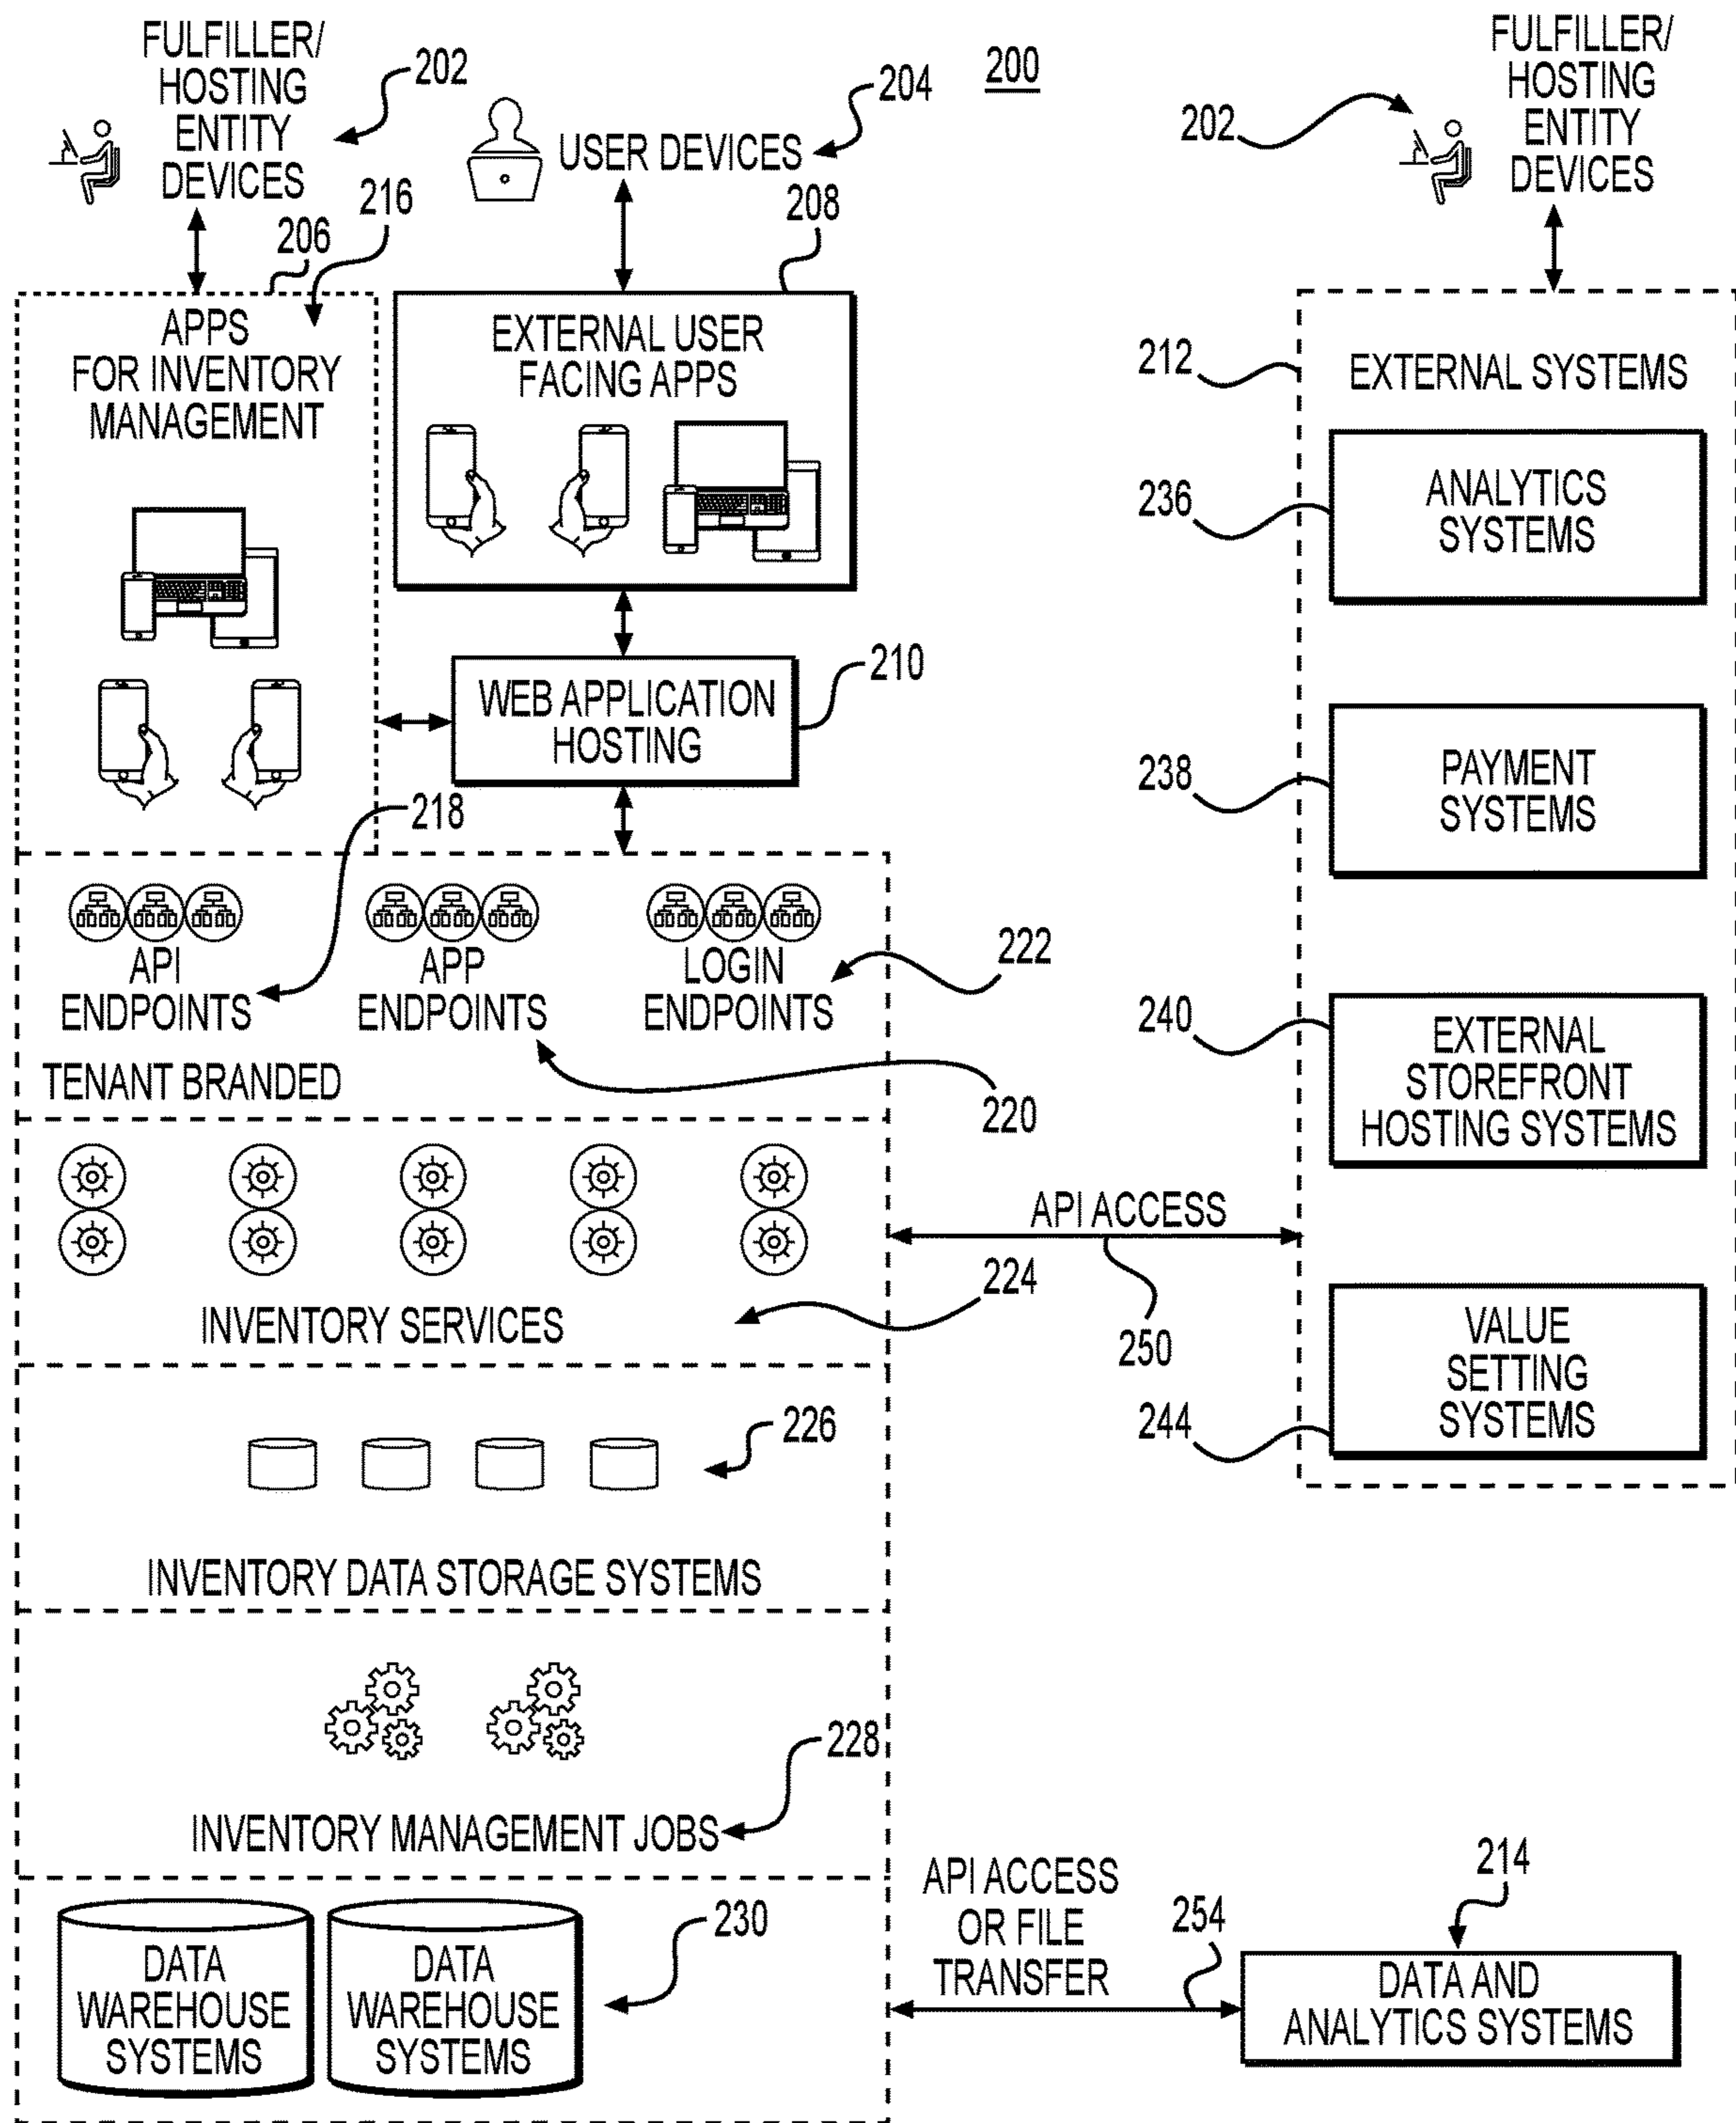 FULFILLER/
HOSTING
ENTITY
DEVICES
202
USER DEVICES
204
200
202
FULFILLER/
HOSTING
ENTITY
DEVICES
206
216
208
APPS
FOR INVENTORY
MANAGEMENT
EXTERNAL USER
FACING APPS
212
EXTERNAL SYSTEMS
236
ANALYTICS
SYSTEMS
WEB APPLICATION
HOSTING
210
238
PAYMENT
SYSTEMS
218
API
ENDPOINTS
APP
ENDPOINTS
LOGIN
ENDPOINTS
222
TENANT BRANDED
220
240
EXTERNAL
STOREFRONT
HOSTING SYSTEMS
API ACCESS
250
INVENTORY SERVICES
224
244
VALUE
SETTING
SYSTEMS
226
INVENTORY DATA STORAGE SYSTEMS
228
INVENTORY MANAGEMENT JOBS
DATA
WAREHOUSE
SYSTEMS
DATA
WAREHOUSE
SYSTEMS
230
API ACCESS
OR FILE
TRANSFER
254
214
DATA AND
ANALYTICS SYSTEMS